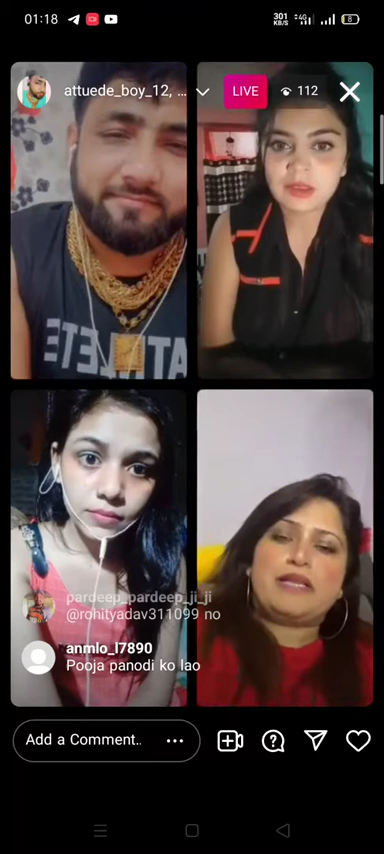 01:18
301
KB/S
4G
8
attuede_boy_12, ...
LIVE
112
ATHLETE
pardeep_pardeep_ji_ji
@rohityadav311099 no
anmlo_l7890
Pooja panodi ko lao
Add a Comment..